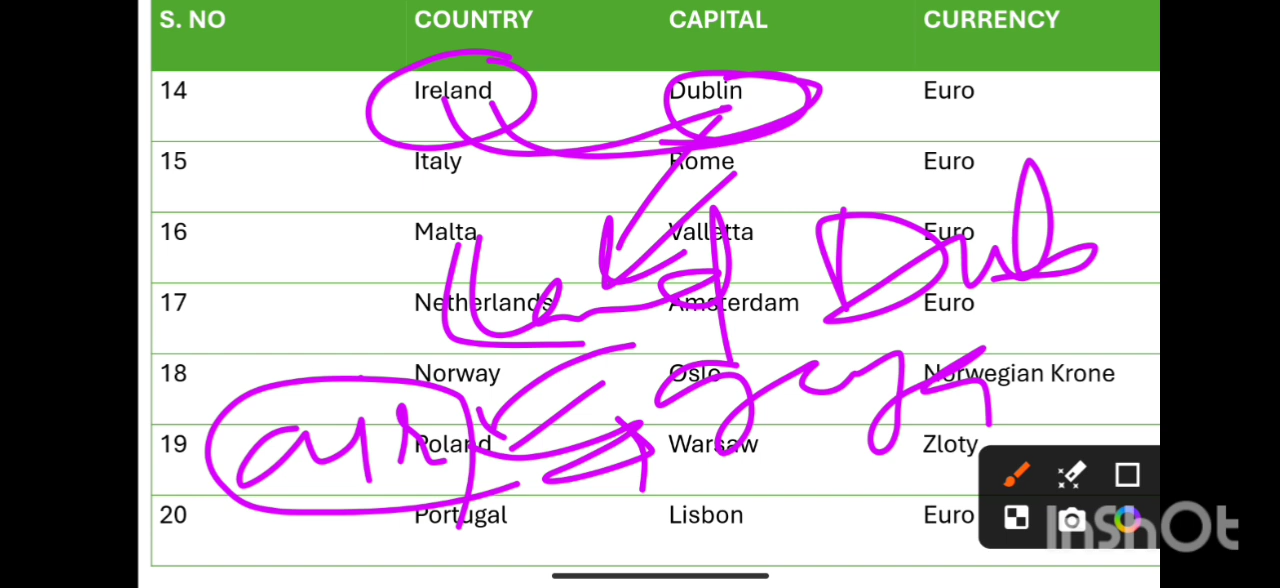 S. NO COUNTRY CAPITAL CURRENCY
14 Ireland Dublin Euro
15 Italy Rome Euro
16 Malta Valletta Euro
17 Netherlands Amsterdam Euro
18 Norway Oslo Norwegian Krone
19 Poland Warsaw Zloty
20 Portugal Lisbon Euro
InShOt